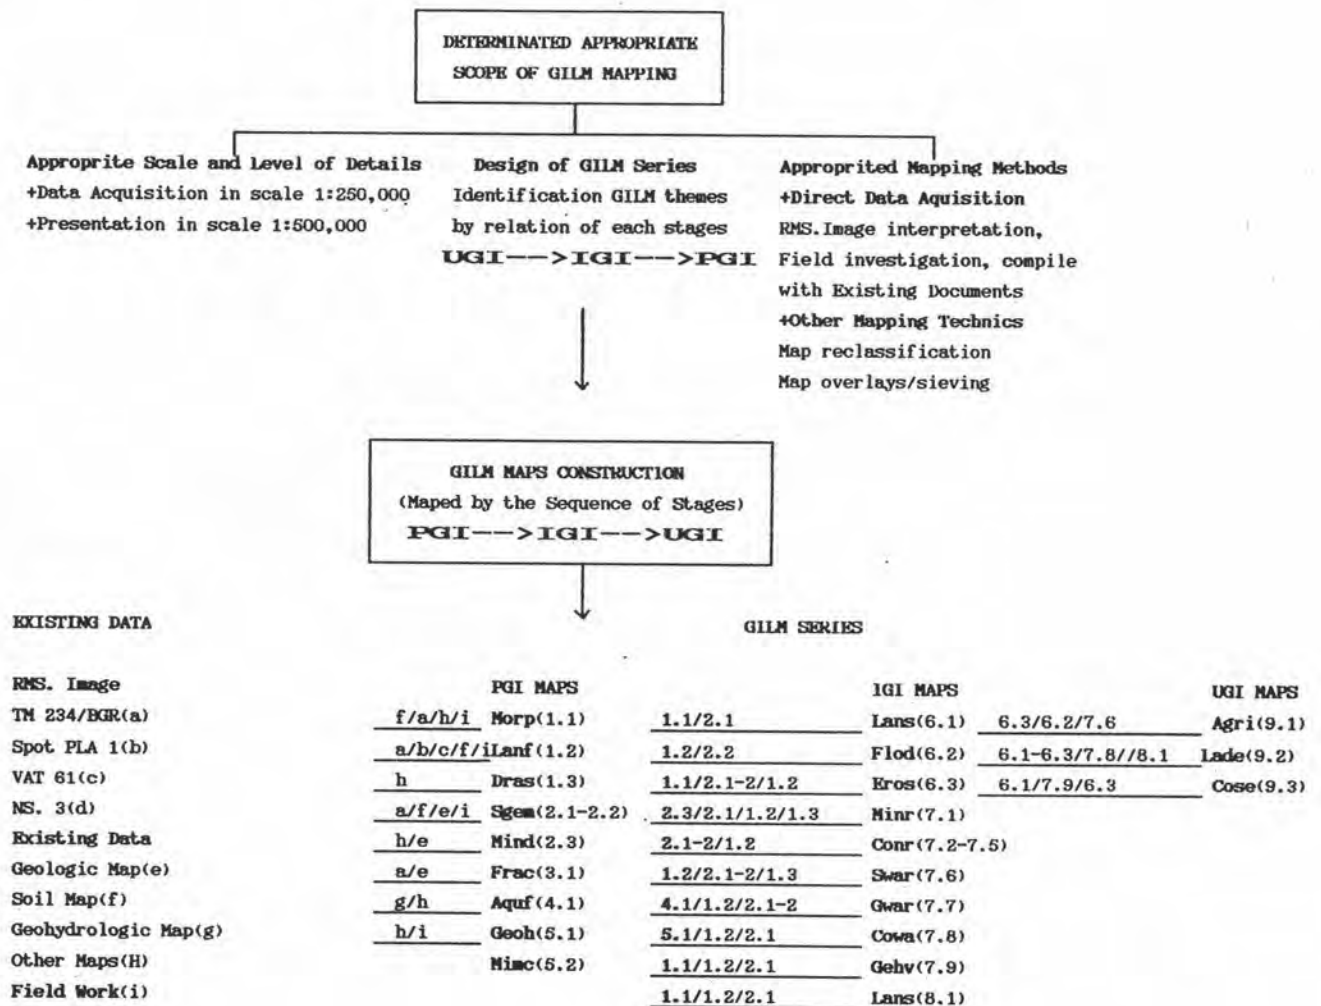 DETERMINATED APPROPRIATE
SCOPE OF GILM MAPPING
Approprite Scale and Level of Details
+Data Acquisition in scale 1:250,000
+Presentation in scale 1:500,000
Design of GILM Series
Identification GILM themes
by relation of each stages
UGI-->IGI-->PGI
Approprited Mapping Methods
+Direct Data Aquisition
RMS.Image interpretation,
Field investigation, compile
with Existing Documents
+Other Mapping Technics
Map reclassification
Map overlays/sieving
GILM MAPS CONSTRUCTION
(Maped by the Sequence of Stages)
PGI-->IGI-->UGI
EXISTING DATA
GILM SERIES
RMS. Image PGI MAPS IGI MAPS UGI MAPS
TM 234/BGR(a) f/a/h/i Morp(1.1) 1.1/2.1 Lans(6.1) 6.3/6.2/7.6 Agri(9.1)
Spot PLA 1(b) a/b/c/f/i Lanf(1.2) 1.2/2.2 Flod(6.2) 6.1-6.3/7.8//8.1 Lade(9.2)
VAT 61(c) h Dras(1.3) 1.1/2.1-2/1.2 Eros(6.3) 6.1/7.9/6.3 Cose(9.3)
NS. 3(d) a/f/e/i Sgem(2.1-2.2) 2.3/2.1/1.2/1.3 Minr(7.1)
Existing Data h/e Mind(2.3) 2.1-2/1.2 Conr(7.2-7.5)
Geologic Map(e) a/e Frac(3.1) 1.2/2.1-2/1.3 Swar(7.6)
Soil Map(f) g/h Aquf(4.1) 4.1/1.2/2.1-2 Gwar(7.7)
Geohydrologic Map(g) h/i Geoh(5.1) 5.1/1.2/2.1 Cowa(7.8)
Other Maps(H) Mimc(5.2) 1.1/1.2/2.1 Gehv(7.9)
Field Work(i) 1.1/1.2/2.1 Lans(8.1)